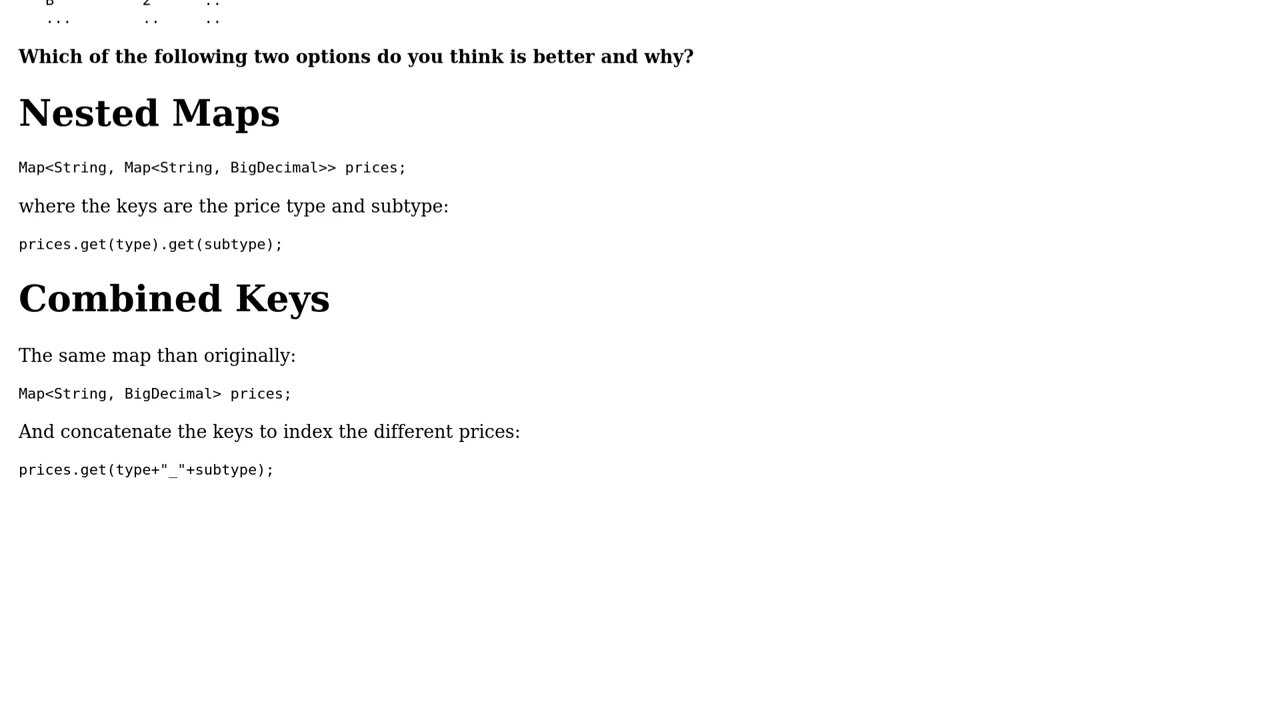 B 2 ..
... .. ..
Which of the following two options do you think is better and why?
Nested Maps
Map<String, Map<String, BigDecimal>> prices;
where the keys are the price type and subtype:
prices.get(type).get(subtype);
Combined Keys
The same map than originally:
Map<String, BigDecimal> prices;
And concatenate the keys to index the different prices:
prices.get(type+"_"+subtype);